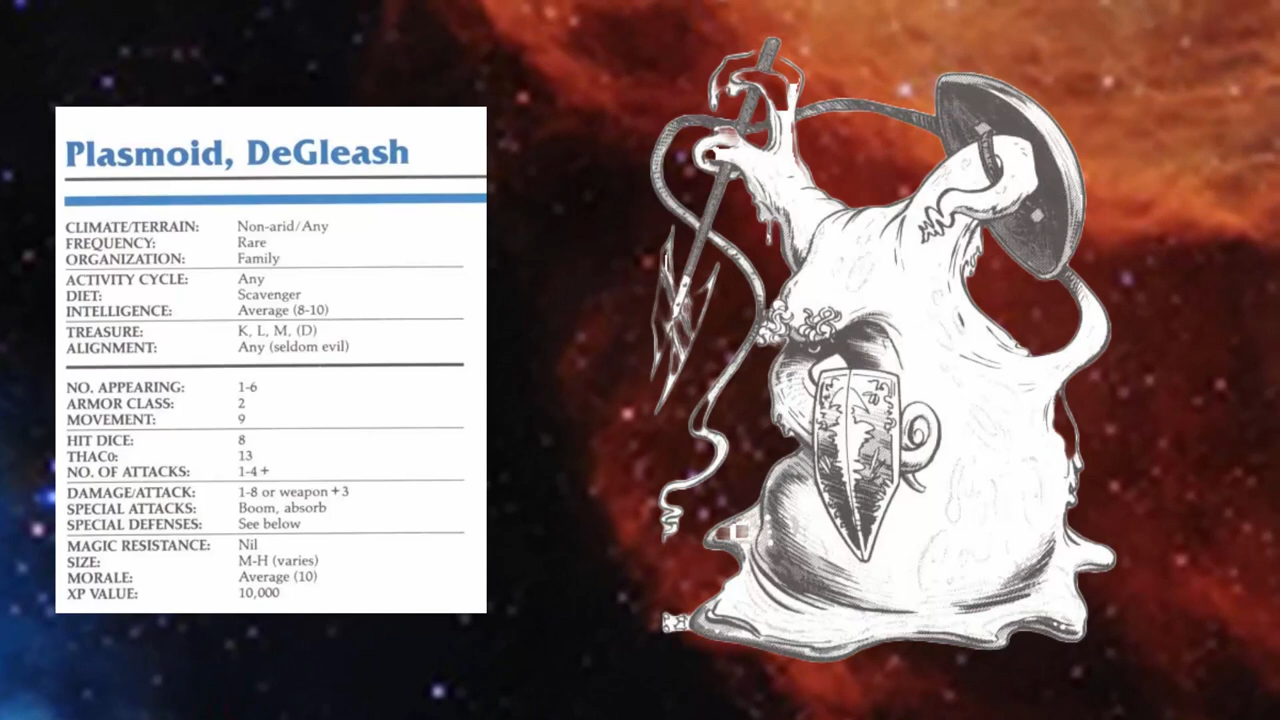 Plasmoid, DeGleash
CLIMATE/TERRAIN: Non-arid/Any
FREQUENCY: Rare
ORGANIZATION: Family
ACTIVITY CYCLE: Any
DIET: Scavenger
INTELLIGENCE: Average (8-10)
TREASURE: K, L, M, (D)
ALIGNMENT: Any (seldom evil)
NO. APPEARING: 1-6
ARMOR CLASS: 2
MOVEMENT: 9
HIT DICE: 8
THAC0: 13
NO. OF ATTACKS: 1-4 +
DAMAGE/ATTACK: 1-8 or weapon +3
SPECIAL ATTACKS: Boom, absorb
SPECIAL DEFENSES: See below
MAGIC RESISTANCE: Nil
SIZE: M-H (varies)
MORALE: Average (10)
XP VALUE: 10,000